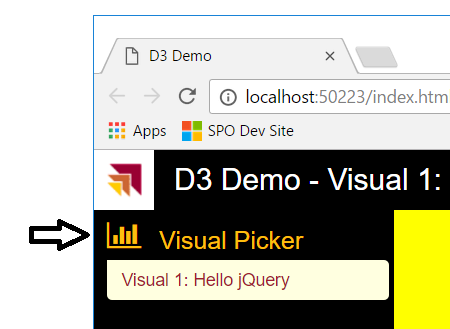 D3 Demo
localhost:50223/index.htm
Apps
SPO Dev Site
D3 Demo - Visual 1:
Visual Picker
Visual 1: Hello jQuery